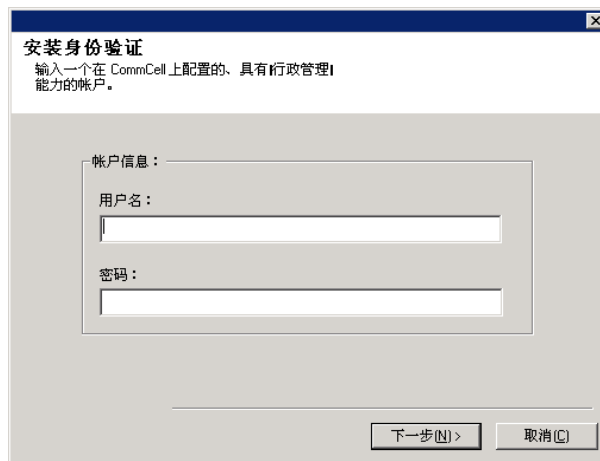 安装身份验证
输入一个在 CommCell 上配置的、具有行政管理
能力的帐户。
帐户信息：
用户名：
密码：
下一步(N) >
取消(C)